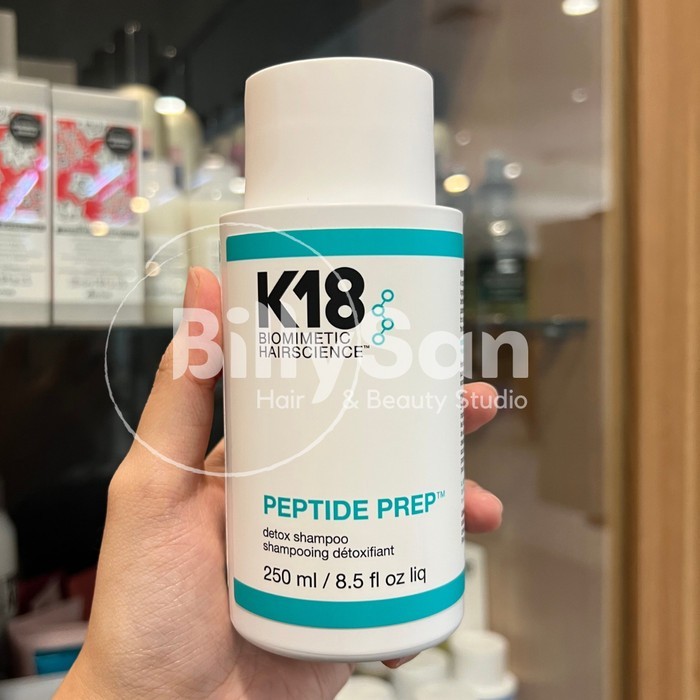 K18
BIOMIMETIC
HAIRSCIENCE™
BillySan
Hair & Beauty Studio
PEPTIDE PREP™
detox shampoo
shampooing détoxifiant
250 ml / 8.5 fl oz liq